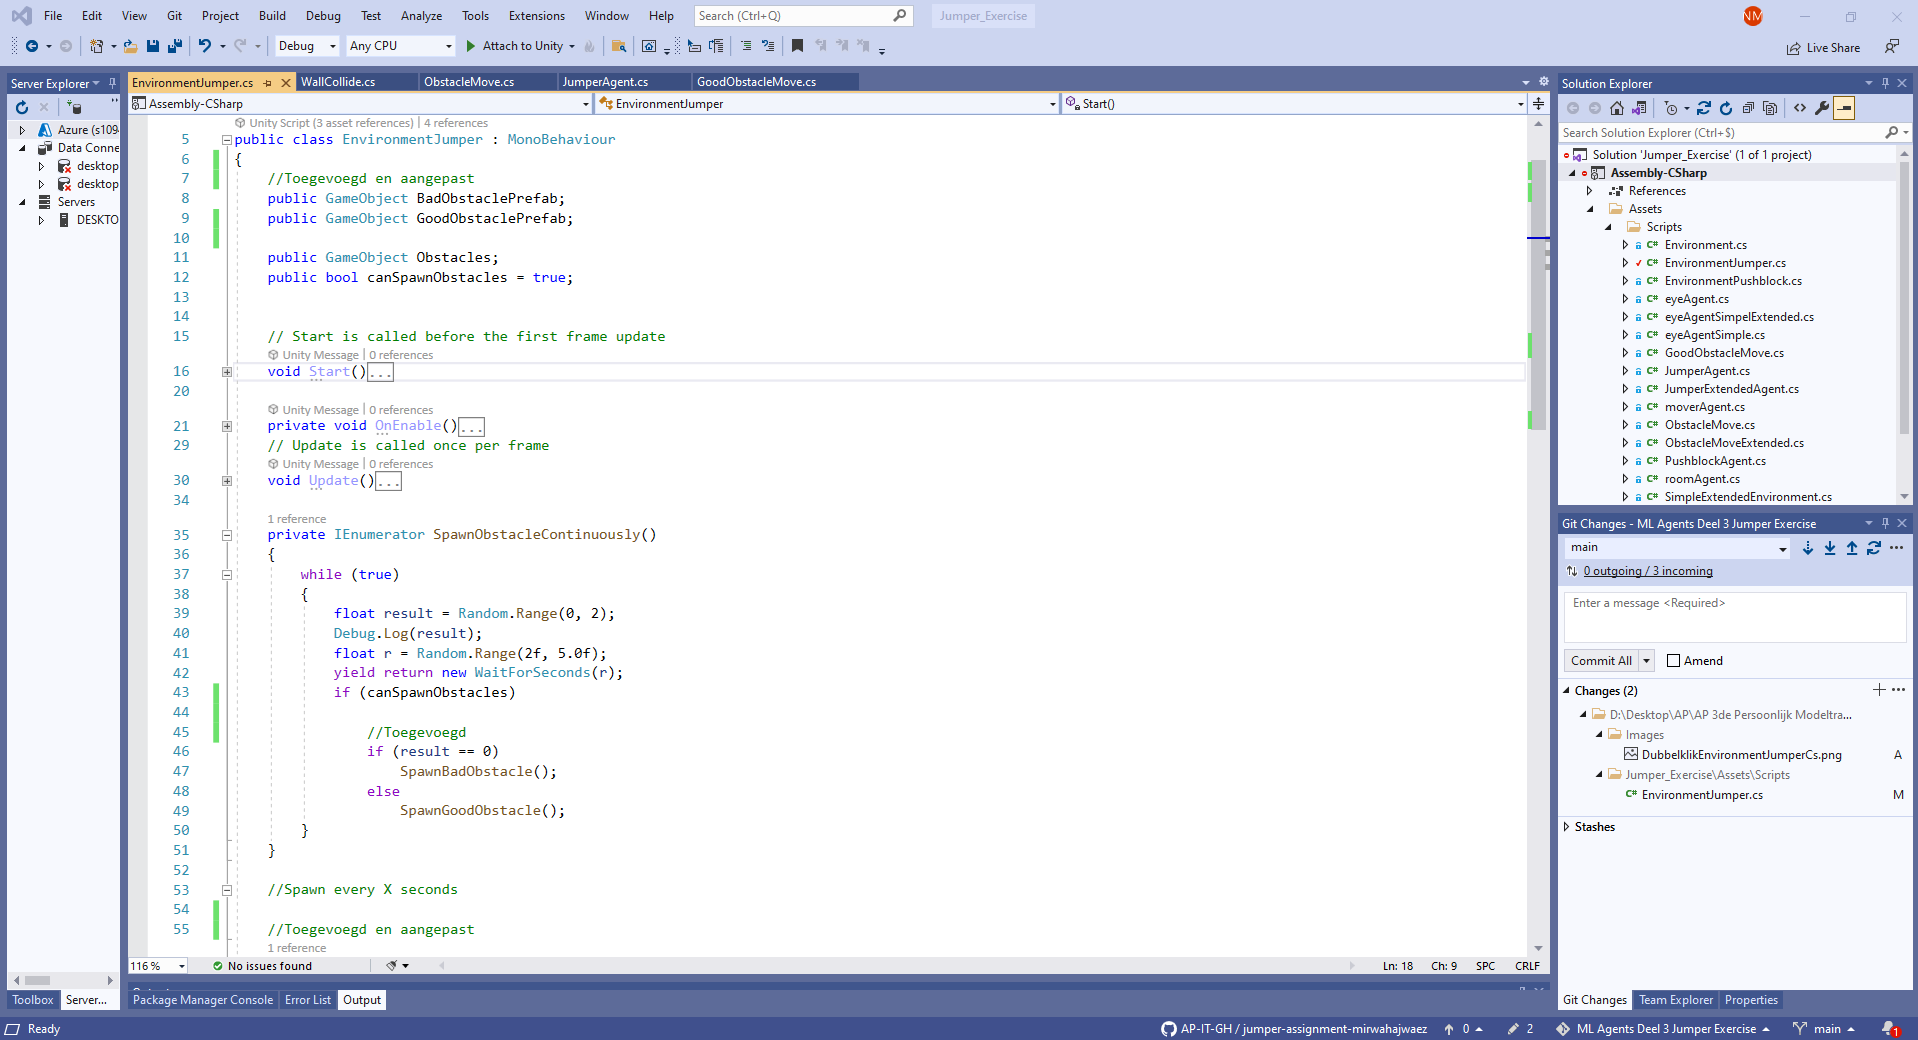 File Edit View Git Project Build Debug Test Analyze Tools Extensions Window Help Search (Ctrl+Q) Jumper_Exercise NM
Debug Any CPU Attach to Unity Live Share
Server Explorer
Azure (s109
Data Conne
desktop
desktop
Servers
DESKTO
Toolbox Server...
EnvironmentJumper.cs WallCollide.cs ObstacleMove.cs JumperAgent.cs GoodObstacleMove.cs
Assembly-CSharp EnvironmentJumper Start()
Unity Script (3 asset references) | 4 references
5 public class EnvironmentJumper : MonoBehaviour
6 {
7 //Toegevoegd en aangepast
8 public GameObject BadObstaclePrefab;
9 public GameObject GoodObstaclePrefab;
10
11 public GameObject Obstacles;
12 public bool canSpawnObstacles = true;
13
14
15 // Start is called before the first frame update
Unity Message | 0 references
16 void Start()...
20
Unity Message | 0 references
21 private void OnEnable()...
29 // Update is called once per frame
Unity Message | 0 references
30 void Update()...
34
1 reference
35 private IEnumerator SpawnObstacleContinuously()
36 {
37 while (true)
38 {
39 float result = Random.Range(0, 2);
40 Debug.Log(result);
41 float r = Random.Range(2f, 5.0f);
42 yield return new WaitForSeconds(r);
43 if (canSpawnObstacles)
44
45 //Toegevoegd
46 if (result == 0)
47 SpawnBadObstacle();
48 else
49 SpawnGoodObstacle();
50 }
51 }
52
53 //Spawn every X seconds
54
55 //Toegevoegd en aangepast
1 reference
116 % No issues found Ln: 18 Ch: 9 SPC CRLF
Package Manager Console Error List Output
Solution Explorer
Search Solution Explorer (Ctrl+$)
Solution 'Jumper_Exercise' (1 of 1 project)
Assembly-CSharp
References
Assets
Scripts
C# Environment.cs
C# EnvironmentJumper.cs
C# EnvironmentPushblock.cs
C# eyeAgent.cs
C# eyeAgentSimpelExtended.cs
C# eyeAgentSimple.cs
C# GoodObstacleMove.cs
C# JumperAgent.cs
C# JumperExtendedAgent.cs
C# moverAgent.cs
C# ObstacleMove.cs
C# ObstacleMoveExtended.cs
C# PushblockAgent.cs
C# roomAgent.cs
C# SimpleExtendedEnvironment.cs
Git Changes - ML Agents Deel 3 Jumper Exercise
main
0 outgoing / 3 incoming
Enter a message <Required>
Commit All Amend
Changes (2)
D:\Desktop\AP\AP 3de Persoonlijk Modeltra...
Images
DubbelklikEnvironmentJumperCs.png A
Jumper_Exercise\Assets\Scripts
C# EnvironmentJumper.cs M
Stashes
Git Changes Team Explorer Properties
Ready AP-IT-GH / jumper-assignment-mirwahajwaez 0 2 ML Agents Deel 3 Jumper Exercise main 1